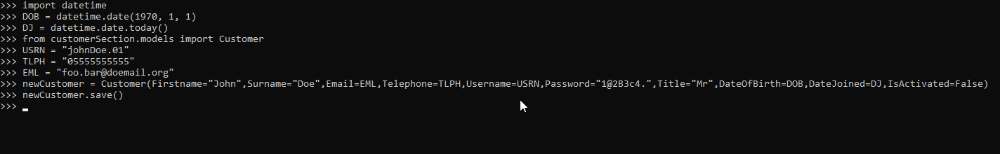 >>> import datetime
>>> DOB = datetime.date(1970, 1, 1)
>>> DJ = datetime.date.today()
>>> from customerSection.models import Customer
>>> USRN = "johDoe.01"
>>> TLPH = "05555555555"
>>> EML = "foo.bar@doemail.org"
>>> newCustomer = Customer(Firstname="John",Surname="Doe",Email=EML,Telephone=TLPH,Username=USRN,Password="1@2B3c4.",Title="Mr",DateOfBirth=DOB,DateJoined=DJ,IsActivated=False)
>>> newCustomer.save()
>>>